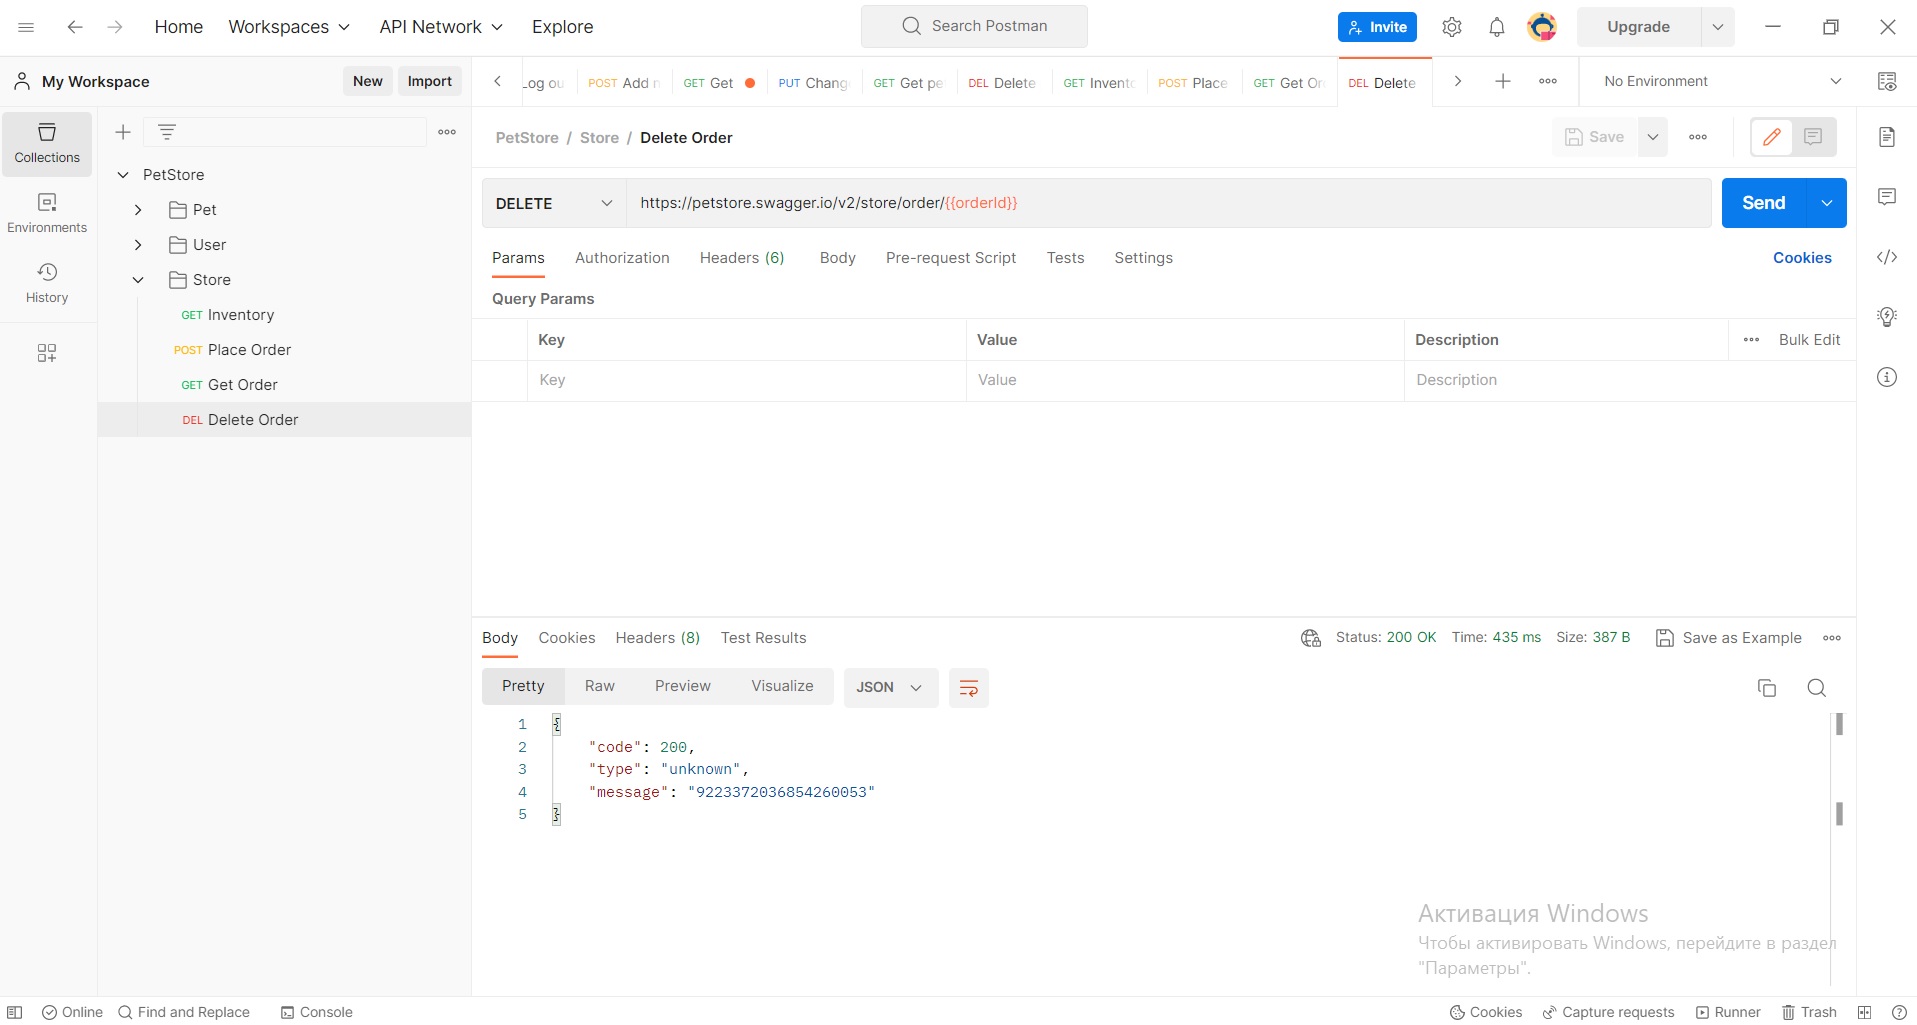 Home Workspaces API Network Explore Search Postman Invite Upgrade
My Workspace New Import
Log ou POST Add n GET Get PUT Chang GET Get pe DEL Delete GET Invento POST Place GET Get Or DEL Delete No Environment
Collections
Environments
History
PetStore
Pet
User
Store
GET Inventory
POST Place Order
GET Get Order
DEL Delete Order
PetStore / Store / Delete Order Save
DELETE https://petstore.swagger.io/v2/store/order/{{orderId}} Send
Params Authorization Headers (6) Body Pre-request Script Tests Settings Cookies
Query Params
Key Value Description Bulk Edit
Key Value Description
Body Cookies Headers (8) Test Results Status: 200 OK Time: 435 ms Size: 387 B Save as Example
Pretty Raw Preview Visualize JSON
1 {
2 "code": 200,
3 "type": "unknown",
4 "message": "9223372036854260053"
5 }
Активация Windows
Чтобы активировать Windows, перейдите в раздел
"Параметры".
Online Find and Replace Console Cookies Capture requests Runner Trash